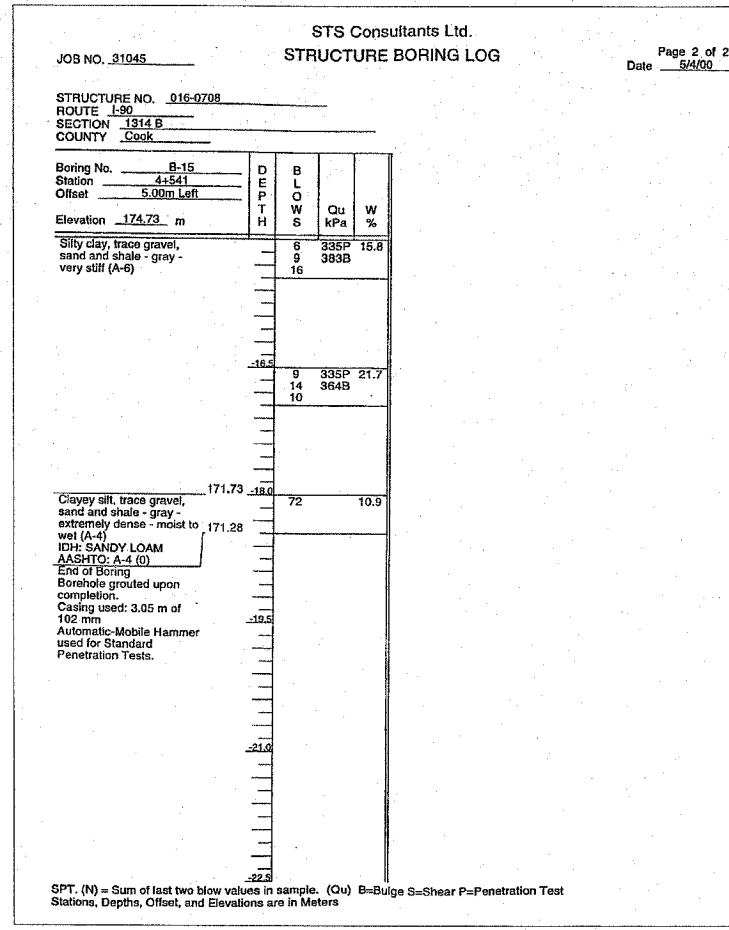 STS Consultants Ltd.
JOB NO. 31045
STRUCTURE BORING LOG
Page 2 of 2
Date 5/4/00
STRUCTURE NO. 016-0708
ROUTE I-90
SECTION 1314 B
COUNTY Cook
Boring No. B-15
Station 4+541
Offset 5.00m Left
Elevation 174.73 m
DEPTH
BLOWS
Qu kPa
W %
Silty clay, trace gravel, 6 335P 15.8
sand and shale - gray - 9 383B
very stiff (A-6) 16
-16.5
9 335P 21.7
14 364B
10
171.73 -18.0
Clayey silt, trace gravel, 72 10.9
sand and shale - gray -
extremely dense - moist to 171.28
wet (A-4)
IDH: SANDY LOAM
AASHTO: A-4 (0)
End of Boring
Borehole grouted upon
completion.
Casing used: 3.05 m of
102 mm -19.5
Automatic-Mobile Hammer
used for Standard
Penetration Tests.
-21.0
-22.5
SPT. (N) = Sum of last two blow values in sample. (Qu) B=Bulge S=Shear P=Penetration Test
Stations, Depths, Offset, and Elevations are in Meters